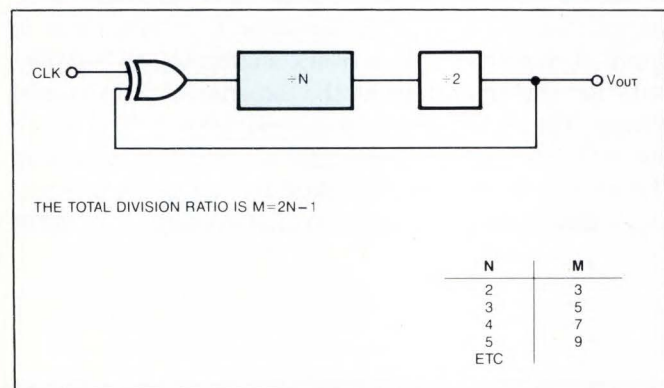 CLK
÷N
÷2
VOUT
THE TOTAL DIVISION RATIO IS M=2N−1
N M
2 3
3 5
4 7
5 9
ETC